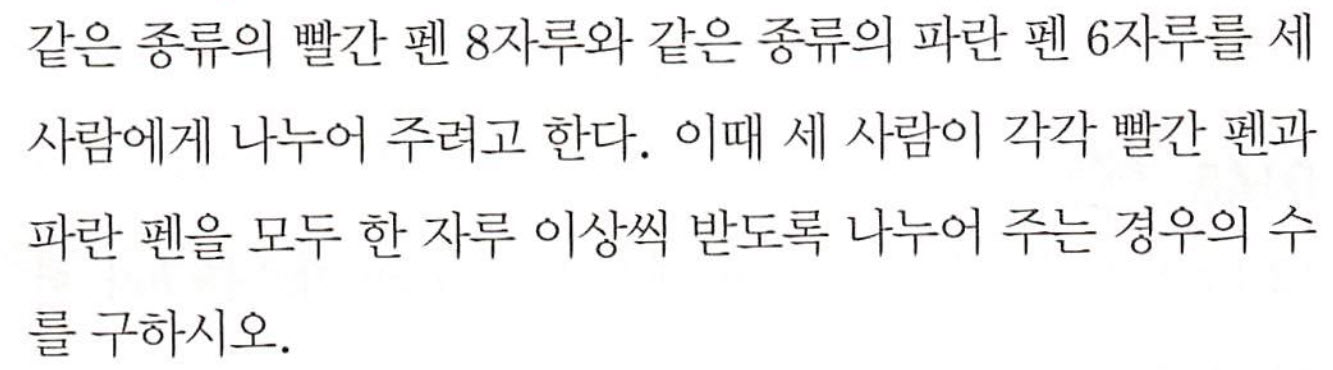 같은 종류의 빨간 펜 8자루와 같은 종류의 파란 펜 6자루를 세
사람에게 나누어 주려고 한다. 이때 세 사람이 각각 빨간 펜과
파란 펜을 모두 한 자루 이상씩 받도록 나누어 주는 경우의 수
를 구하시오.